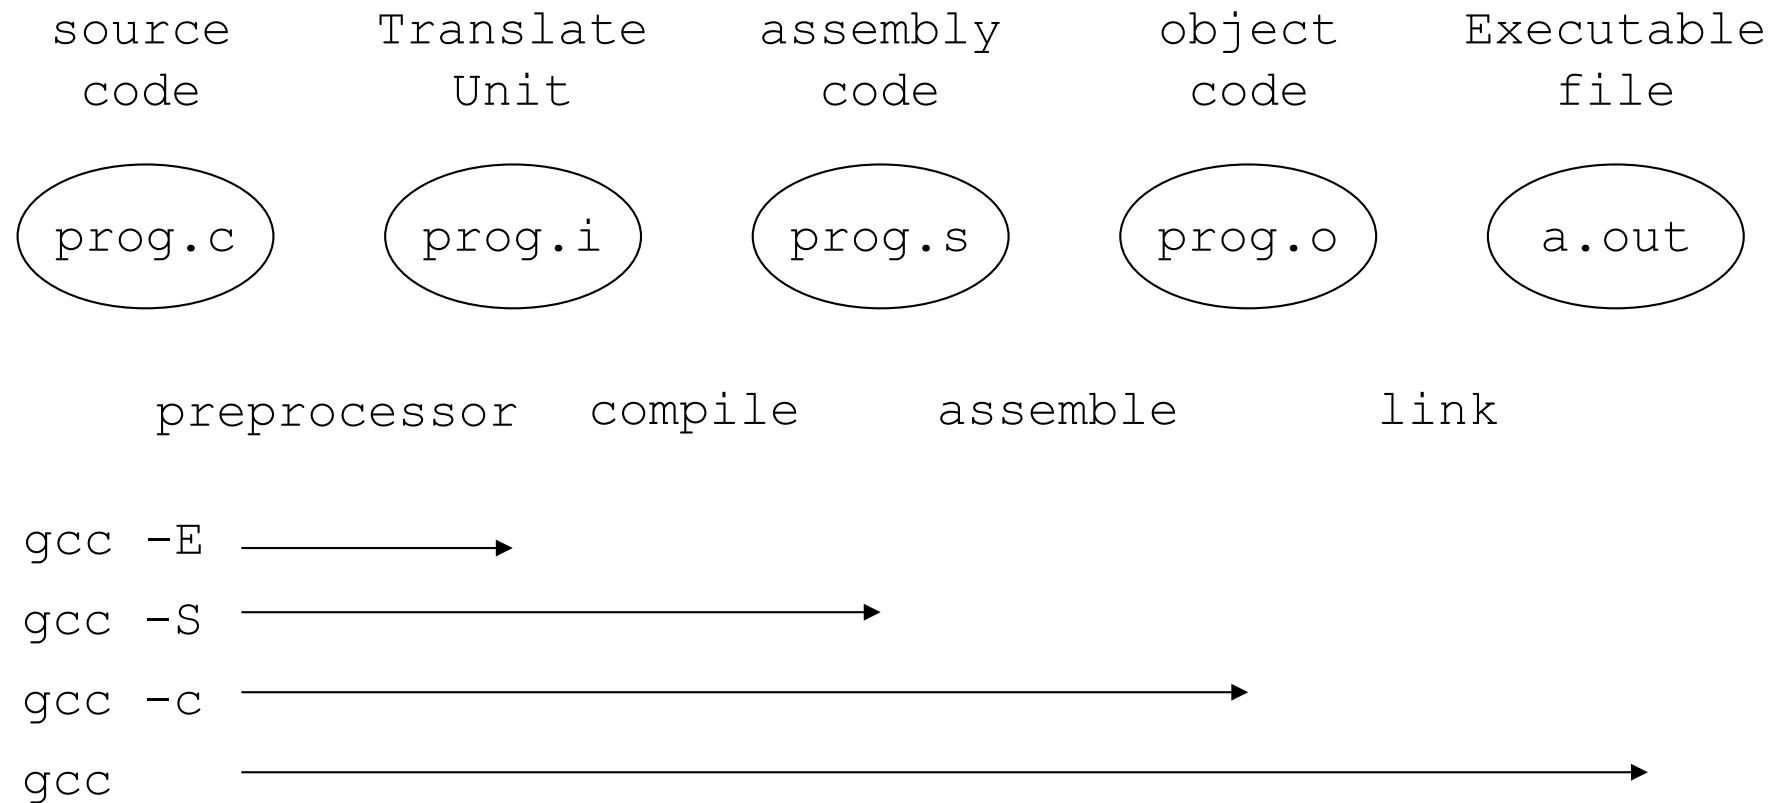 source Translate assembly object Executable
code Unit code code file
prog.c prog.i prog.s prog.o a.out
preprocessor compile assemble link
gcc -E
gcc -S
gcc -c
gcc